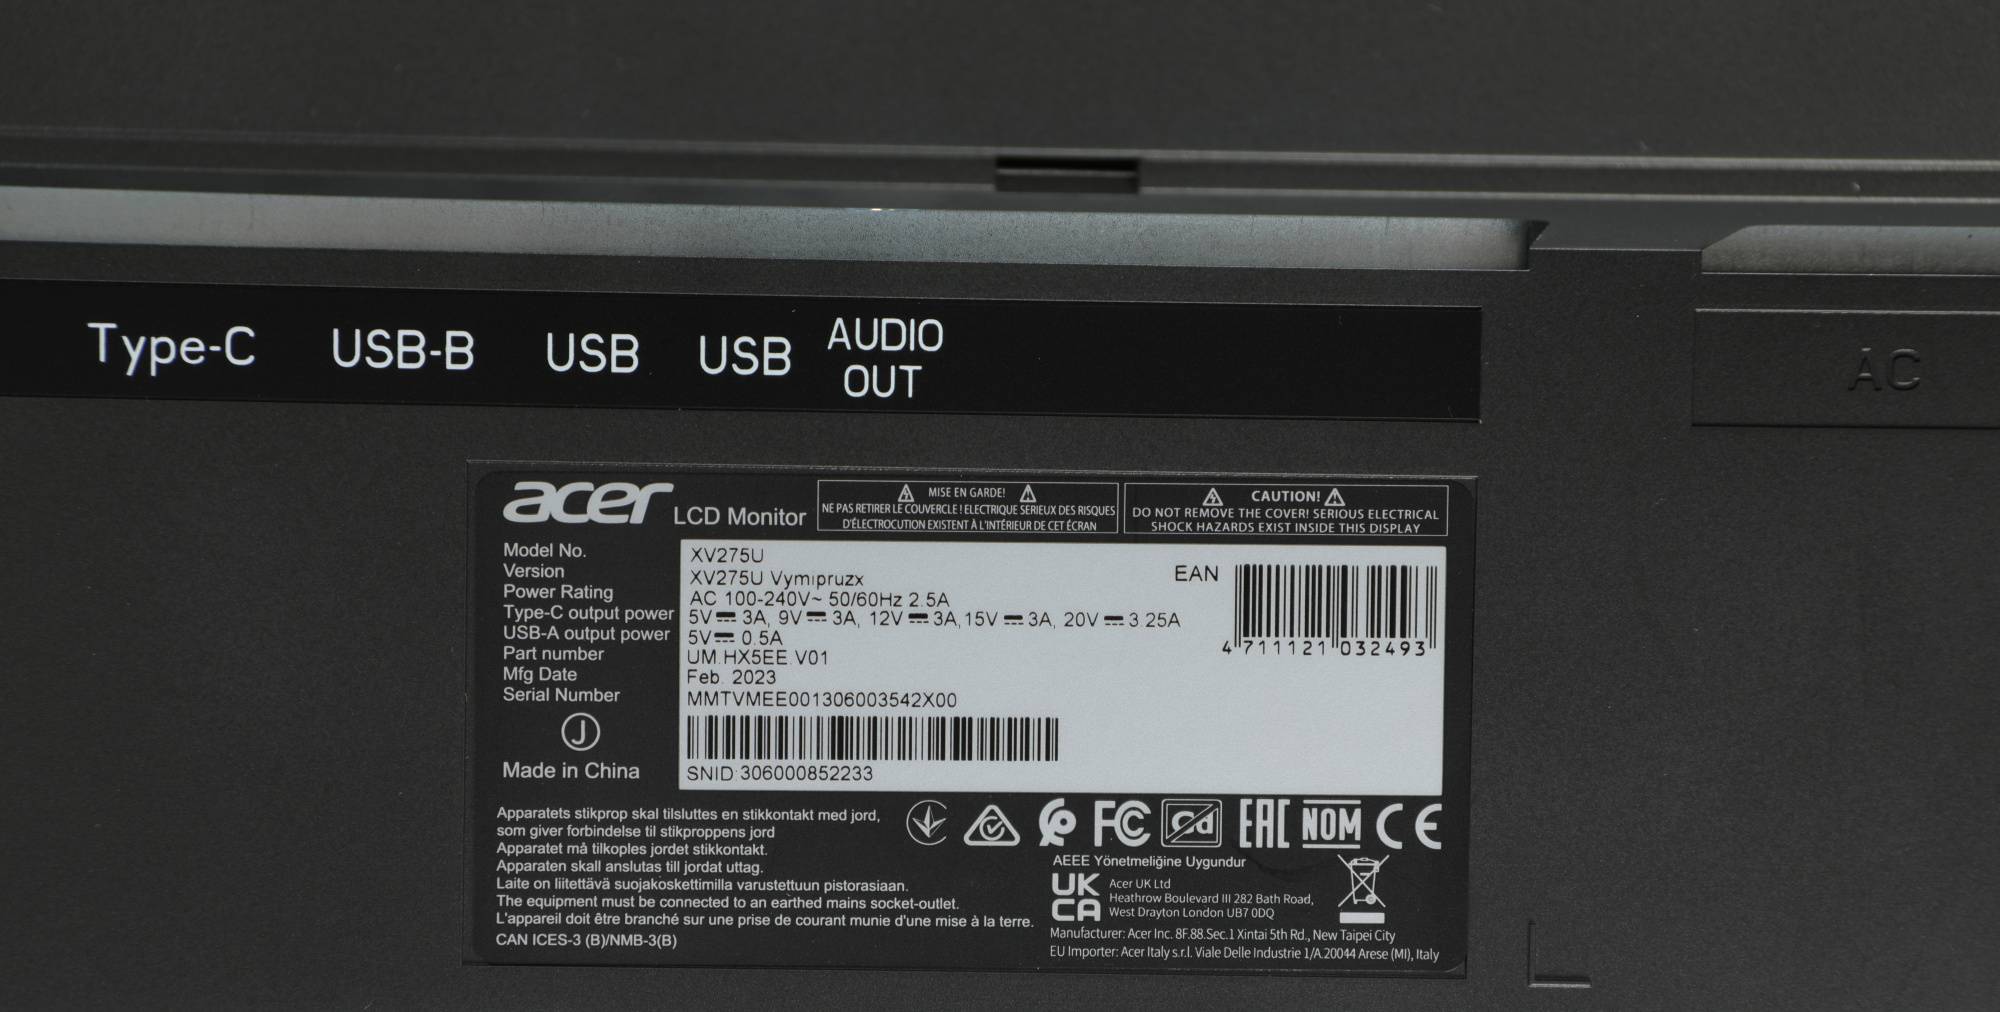 Type-C USB-B USB USB AUDIO OUT
AC
acer LCD Monitor
MISE EN GARDE!
NE PAS RETIRER LE COUVERCLE ! ELECTRIQUE SERIEUX DES RISQUES
D'ÉLECTROCUTION EXISTENT À L'INTÉRIEUR DE CET ÉCRAN
CAUTION!
DO NOT REMOVE THE COVER! SERIOUS ELECTRICAL
SHOCK HAZARDS EXIST INSIDE THIS DISPLAY
Model No. XV275U
Version XV275U Vymipruzx
Power Rating AC 100-240V~ 50/60Hz 2.5A
Type-C output power 5V⎓3A, 9V⎓3A, 12V⎓3A,15V⎓3A, 20V⎓3.25A
USB-A output power 5V⎓0.5A
Part number UM.HX5EE.V01
Mfg Date Feb. 2023
Serial Number MMTVMEE001306003542X00
EAN
4 711121 032493
J
Made in China
SNID:306000852233
Apparatets stikprop skal tilsluttes en stikkontakt med jord,
som giver forbindelse til stikproppens jord
Apparatet må tilkoples jordet stikkontakt.
Apparaten skall anslutas till jordat uttag.
Laite on liitettävä suojakoskettimilla varustettuun pistorasiaan.
The equipment must be connected to an earthed mains socket-outlet.
L'appareil doit être branché sur une prise de courant munie d'une mise à la terre.
CAN ICES-3 (B)/NMB-3(B)
FC Cd EAC NOM CE
AEEE Yönetmeliğine Uygundur
UK
CA
Acer UK Ltd
Heathrow Boulevard III 282 Bath Road,
West Drayton London UB7 0DQ
Manufacturer: Acer Inc. 8F.88.Sec.1 Xintai 5th Rd., New Taipei City
EU Importer: Acer Italy s.r.l. Viale Delle Industrie 1/A.20044 Arese (MI), Italy